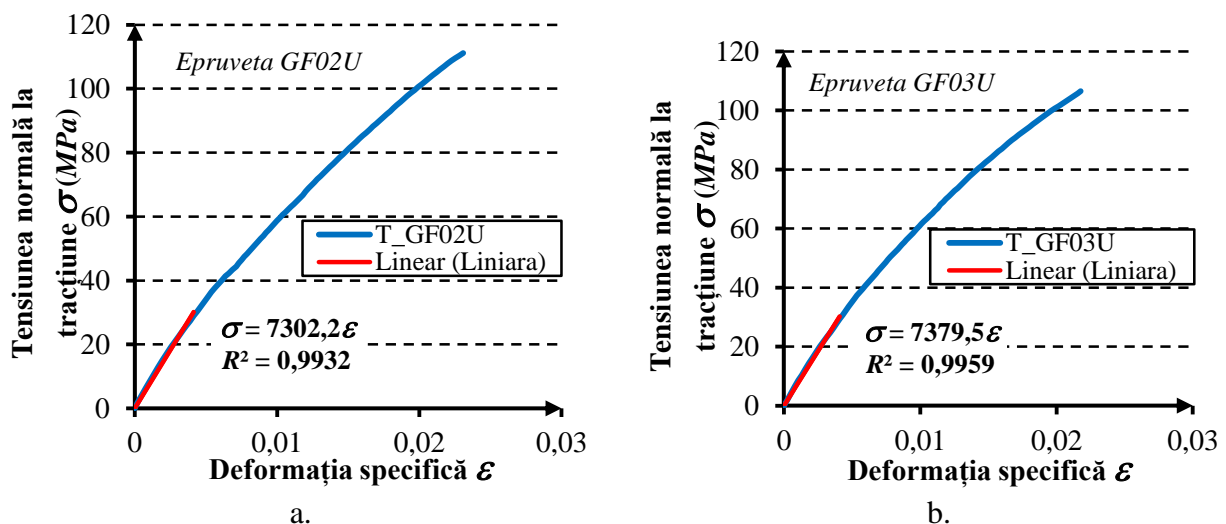 120
100
80
60
40
20
0
Tensiunea normală la
tracțiune σ (MPa)
Epruveta GF02U
T_GF02U
Linear (Liniara)
σ = 7302,2ε
R² = 0,9932
0 0,01 0,02 0,03
Deformația specifică ε
a.
120
100
80
60
40
20
0
Tensiunea normală la
tracțiune σ (MPa)
Epruveta GF03U
T_GF03U
Linear (Liniara)
σ = 7379,5ε
R² = 0,9959
0 0,01 0,02 0,03
Deformația specifică ε
b.